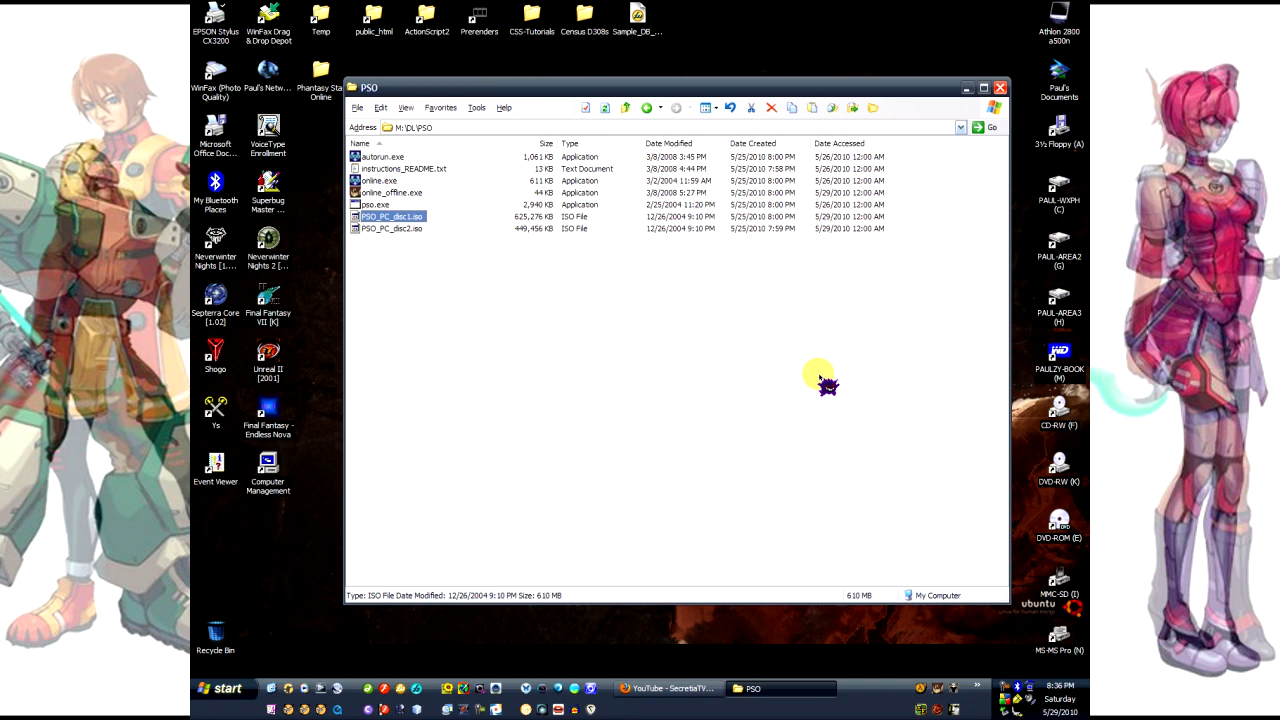 EPSON Stylus
CX3200
WinFax Drag
& Drop Depot
Temp
public_html
ActionScript2
Prerenders
CSS-Tutorials
Census D308s
Sample_DB_...
Athlon 2800
a500n
WinFax (Photo
Quality)
Paul's Netw...
Phantasy Sta
Online
Paul's
Documents
Microsoft
Office Doc...
VoiceType
Enrollment
3½ Floppy (A)
My Bluetooth
Places
Superbug
Master ...
PAUL-WXPH
(C)
Neverwinter
Nights [1....
Neverwinter
Nights 2 [...
PAUL-AREA2
(G)
Septerra Core
[1.02]
Final Fantasy
VII [K]
PAUL-AREA3
(H)
Shogo
Unreal II
[2001]
WD
PAULZY-BOOK
(M)
Ys
Final Fantasy -
Endless Nova
CD-RW (F)
Event Viewer
Computer
Management
DVD-RW (K)
DVD-ROM (E)
MMC-SD (I)
ubuntu
Recycle Bin
MS-MS Pro (N)
PSO
File Edit View Favorites Tools Help
Address M:\DL\PSO Go
Name Size Type Date Modified Date Created Date Accessed
autorun.exe 1,061 KB Application 3/8/2008 3:45 PM 5/25/2010 8:00 PM 5/26/2010 12:00 AM
instructions_README.txt 13 KB Text Document 3/8/2008 4:44 PM 5/25/2010 7:58 PM 5/26/2010 12:00 AM
online.exe 611 KB Application 3/2/2004 11:59 AM 5/25/2010 8:00 PM 5/29/2010 12:00 AM
online_offline.exe 44 KB Application 3/8/2008 5:27 PM 5/25/2010 8:00 PM 5/29/2010 12:00 AM
pso.exe 2,940 KB Application 2/25/2004 11:20 PM 5/25/2010 8:00 PM 5/29/2010 12:00 AM
PSO_PC_disc1.iso 625,276 KB ISO File 12/26/2004 9:10 PM 5/25/2010 8:00 PM 5/29/2010 12:00 AM
PSO_PC_disc2.iso 449,456 KB ISO File 12/26/2004 9:10 PM 5/25/2010 7:59 PM 5/29/2010 12:00 AM
Type: ISO File Date Modified: 12/26/2004 9:10 PM Size: 610 MB 610 MB My Computer
start YouTube - SecretiaTV... PSO
8:36 PM
Saturday
5/29/2010